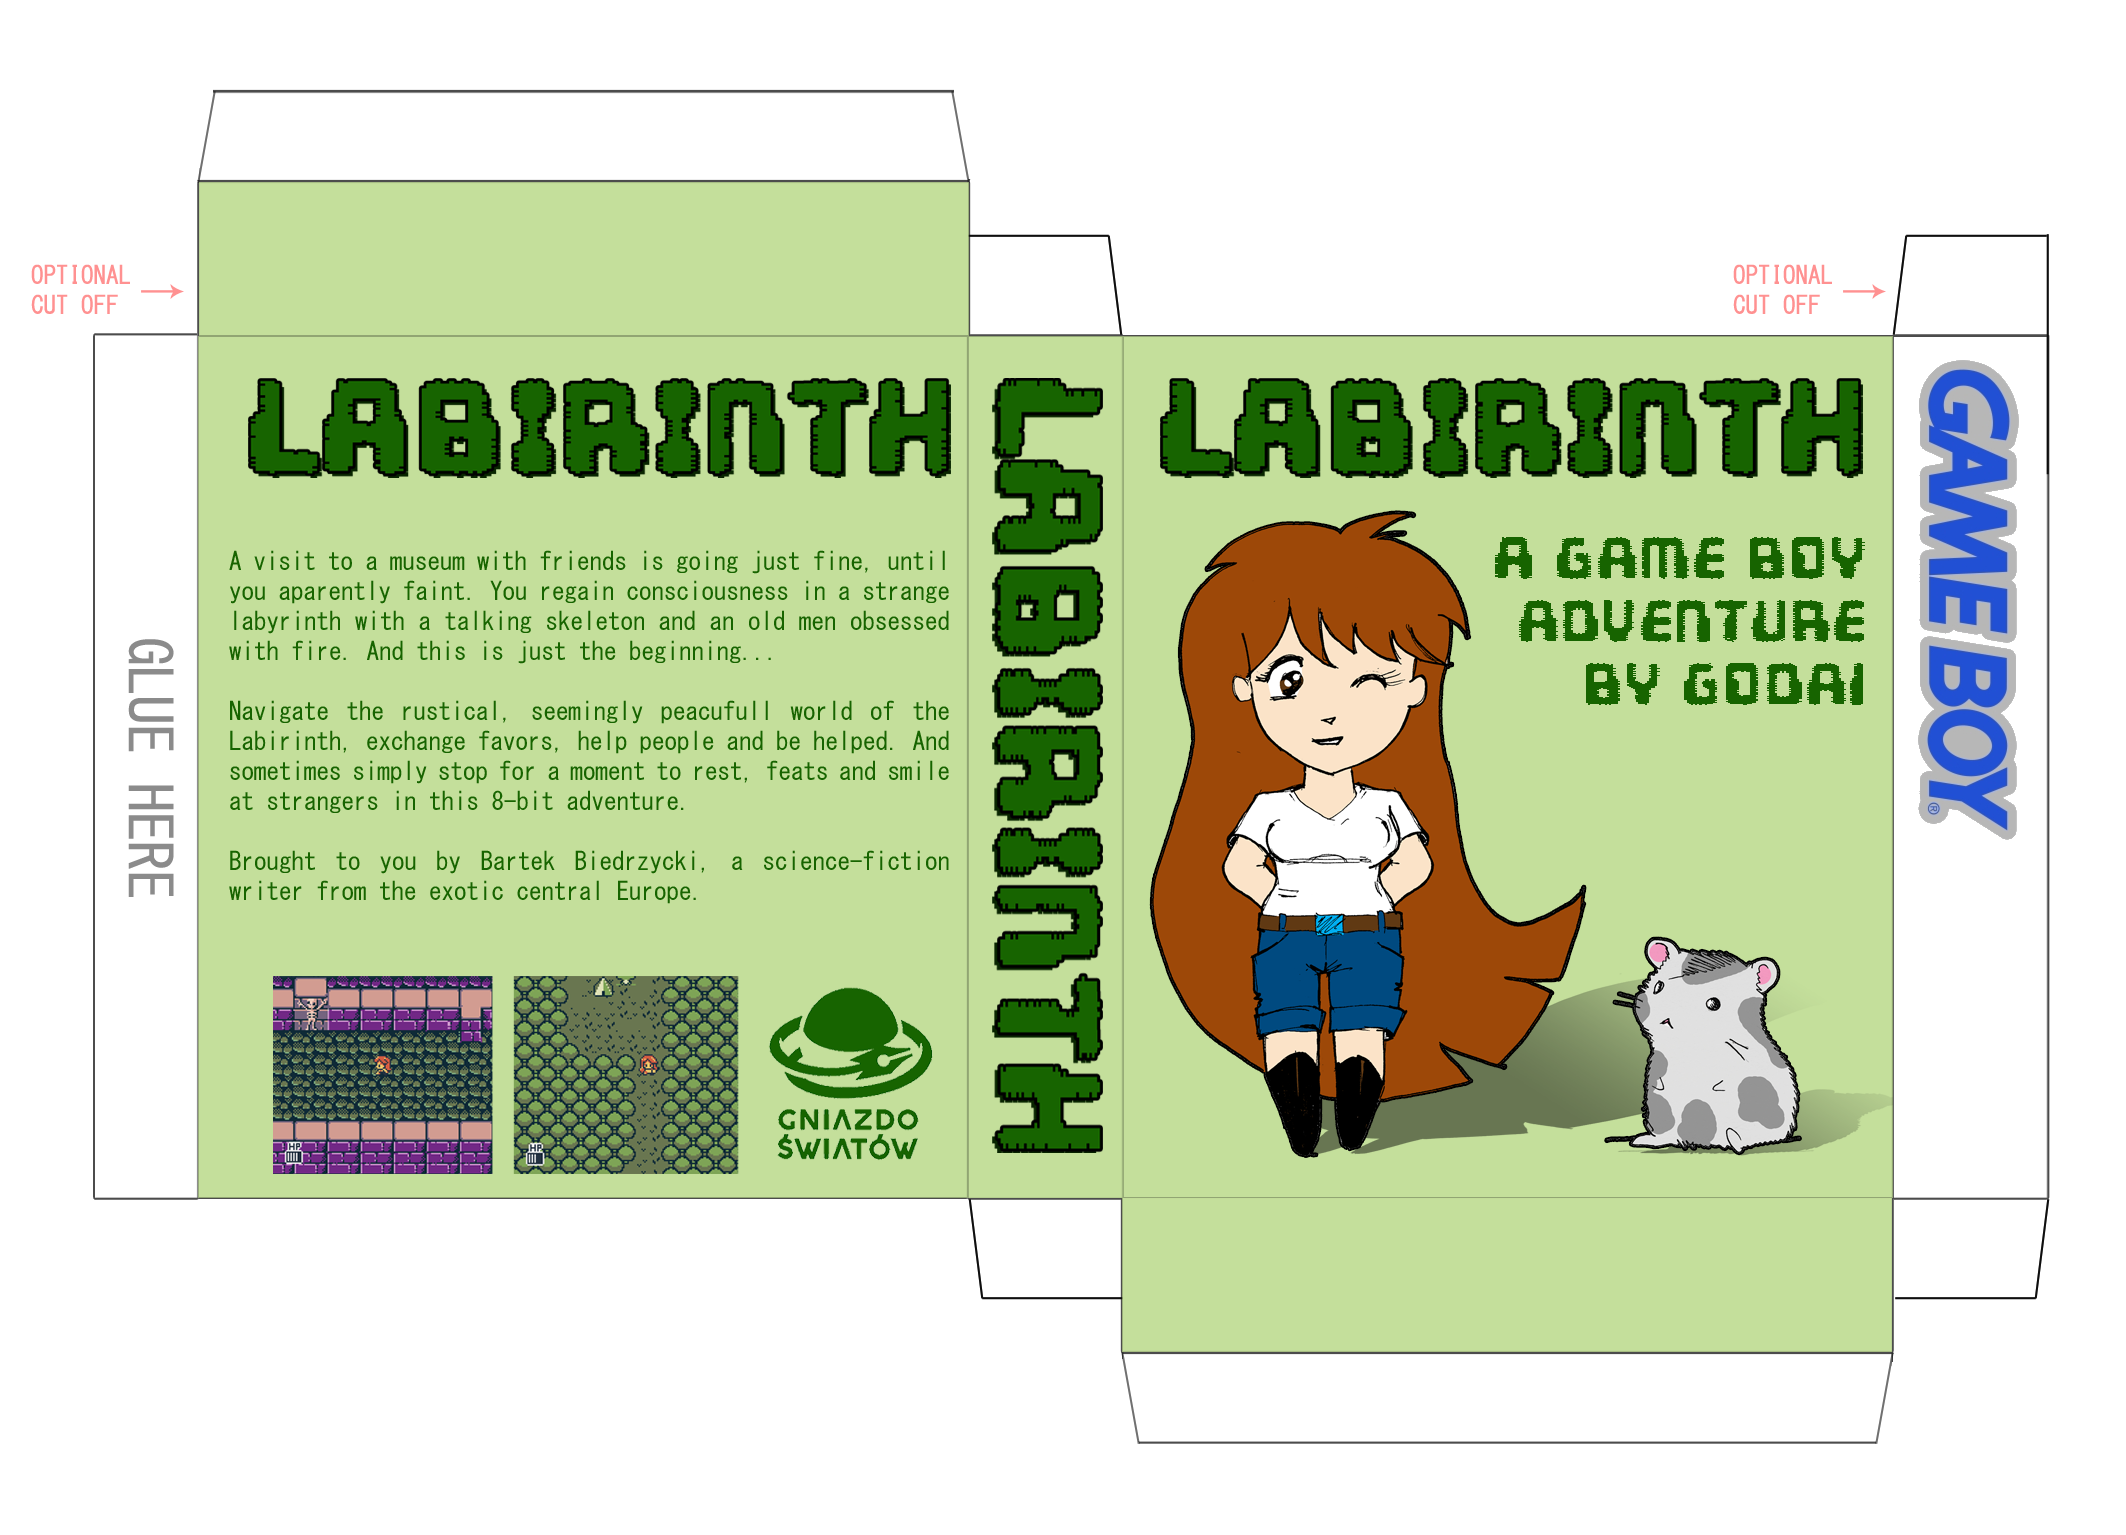 OPTIONAL
CUT OFF
OPTIONAL
CUT OFF
GLUE HERE
LABIRINTH
A visit to a museum with friends is going just fine, until
you aparently faint. You regain consciousness in a strange
labyrinth with a talking skeleton and an old men obsessed
with fire. And this is just the beginning...
Navigate the rustical, seemingly peacufull world of the
Labirinth, exchange favors, help people and be helped. And
sometimes simply stop for a moment to rest, feats and smile
at strangers in this 8-bit adventure.
Brought to you by Bartek Biedrzycki, a science-fiction
writer from the exotic central Europe.
HP
HP
GNIAZDO
ŚWIATÓW
LABIRINTH
LABIRINTH
A GAME BOY
ADVENTURE
BY GODAI
GAME BOY®